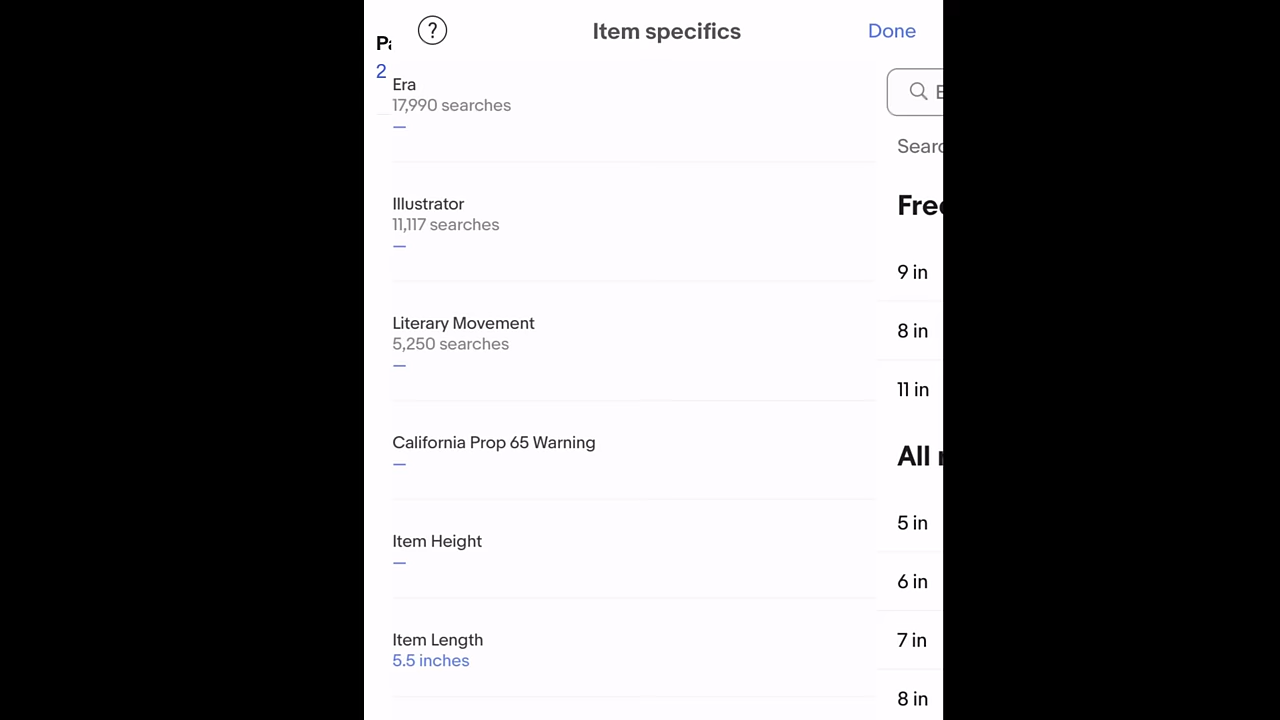 ?
Item specifics
Done
2
Era
17,990 searches
—
Illustrator
11,117 searches
—
Literary Movement
5,250 searches
—
California Prop 65 Warning
—
Item Height
—
Item Length
5.5 inches
9 in
8 in
11 in
All
5 in
6 in
7 in
8 in